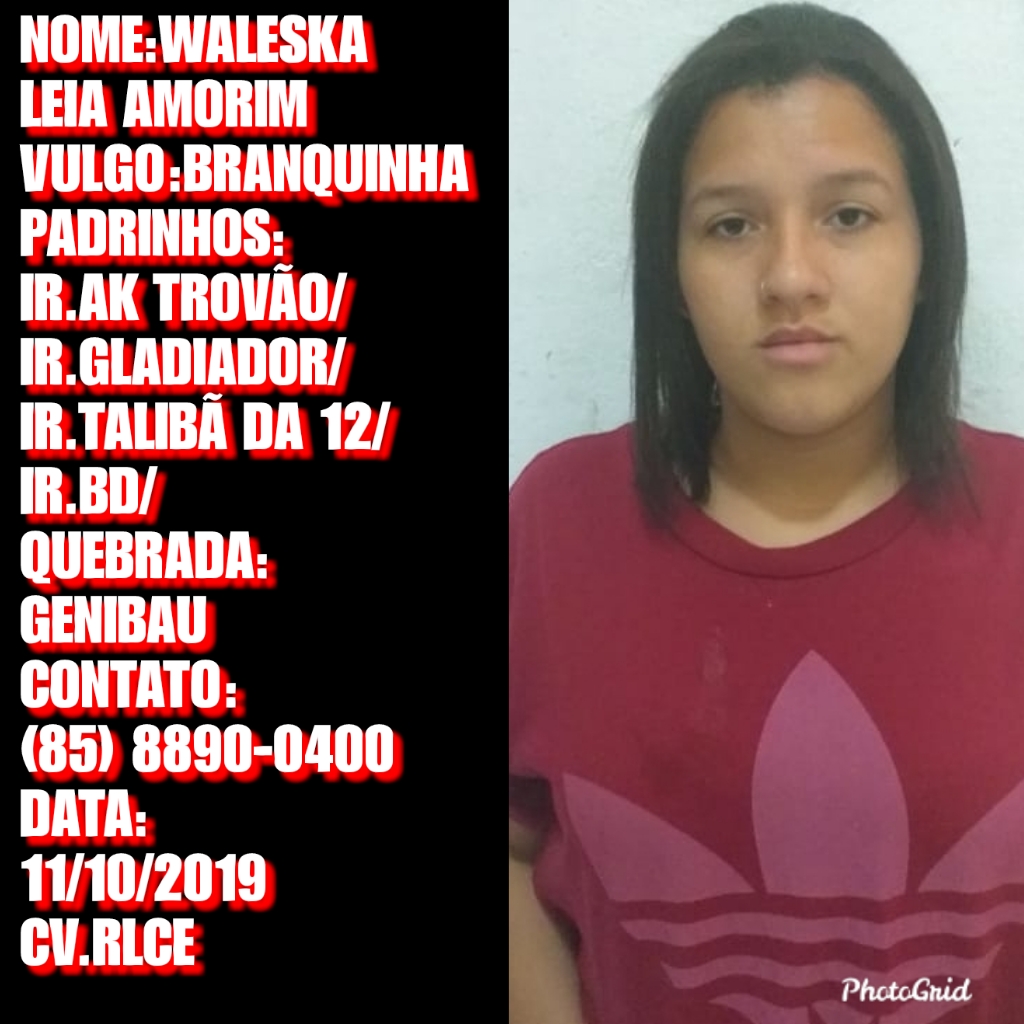 NOME:WALESKA
LEIA AMORIM
VULGO:BRANQUINHA
PADRINHOS:
IR.AK TROVÃO/
IR.GLADIADOR/
IR.TALIBÃ DA 12/
IR.BD/
QUEBRADA:
GENIBAU
CONTATO:
(85) 8890-0400
DATA:
11/10/2019
CV.RLCE
PhotoGrid